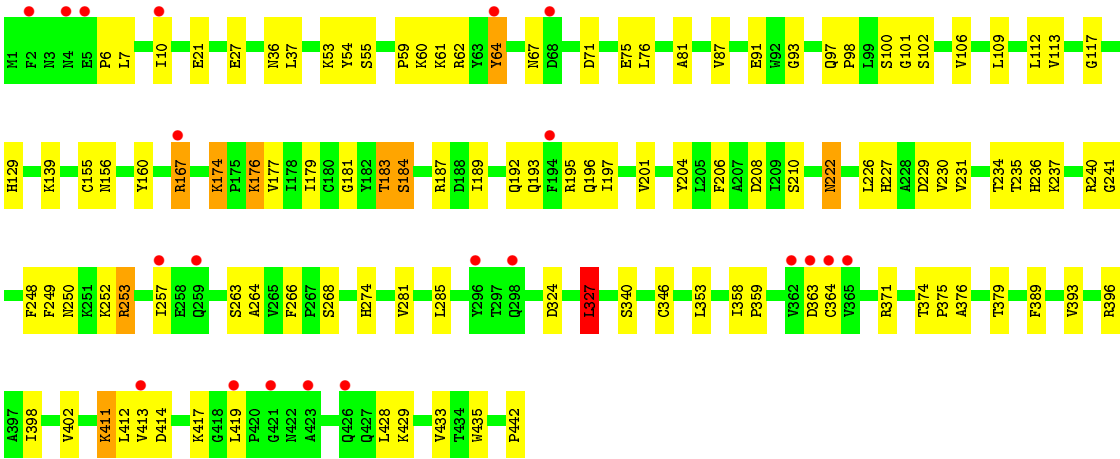 M1 F2 N3 N4 E5 P6 L7 I10 E21 E27 N36 L37 K53 Y54 S55 P59 K60 K61 R62 Y63 Y64 N67 D68 D71 E75 L76 A81 V87 E91 W92 G93 Q97 P98 L99 S100 G101 S102 V106 L109 L112 V113 G117
H129 K139 C155 N156 Y160 R167 K174 P175 K176 V177 I178 I179 C180 G181 Y182 T183 S184 R187 D188 I189 Q192 Q193 F194 R195 Q196 I197 V201 Y204 L205 F206 A207 D208 I209 S210 N222 L226 H227 A228 D229 V230 V231 T234 T235 H236 K237 R240 G241
F248 F249 N250 K251 K252 R253 I257 E258 Q259 S263 A264 V265 F266 P267 S268 H274 V281 L285 Y296 T297 Q298 D324 L327 S340 C346 L353 I358 P359 V362 D363 C364 V365 R371 T374 P375 A376 T379 F389 V393 R396
A397 I398 V402 K411 L412 V413 D414 K417 G418 L419 P420 G421 N422 A423 Q426 Q427 L428 K429 V433 T434 W435 P442